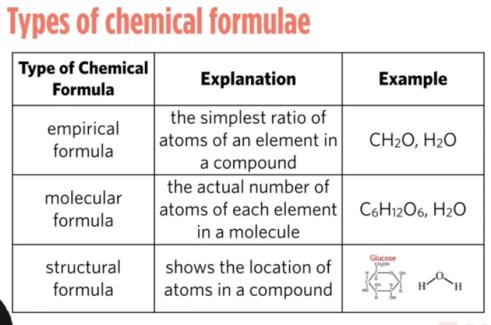 Types of chemical formulae
Type of Chemical
Formula
Explanation
Example
empirical
formula
the simplest ratio of
atoms of an element in
a compound
CH₂O, H₂O
molecular
formula
the actual number of
atoms of each element
in a molecule
C₆H₁₂O₆, H₂O
structural
formula
shows the location of
atoms in a compound
Glucose
CH₂OH
H O H